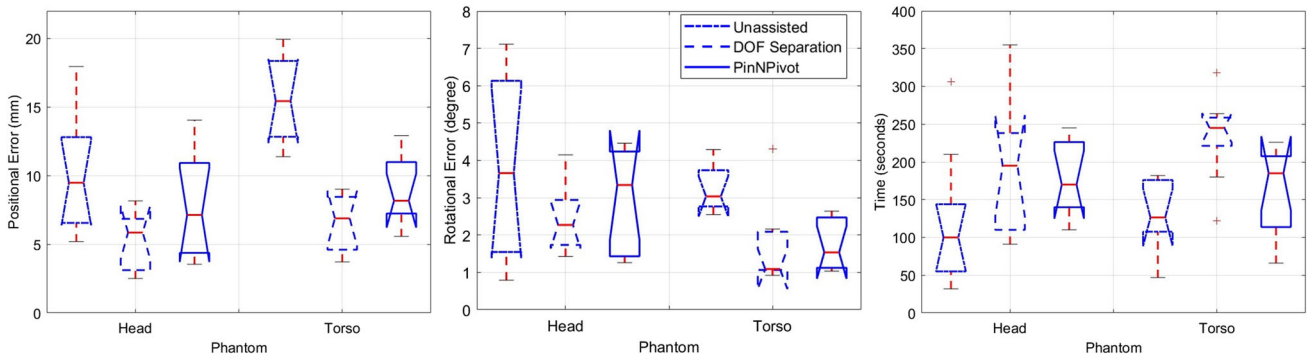 Positional Error (mm)
20
15
10
5
0
Head
Torso
Phantom
Rotational Error (degree)
8
7
6
5
4
3
2
1
0
Unassisted
DOF Separation
PinNPivot
Head
Torso
Phantom
Time (seconds)
400
350
300
250
200
150
100
50
0
Head
Torso
Phantom